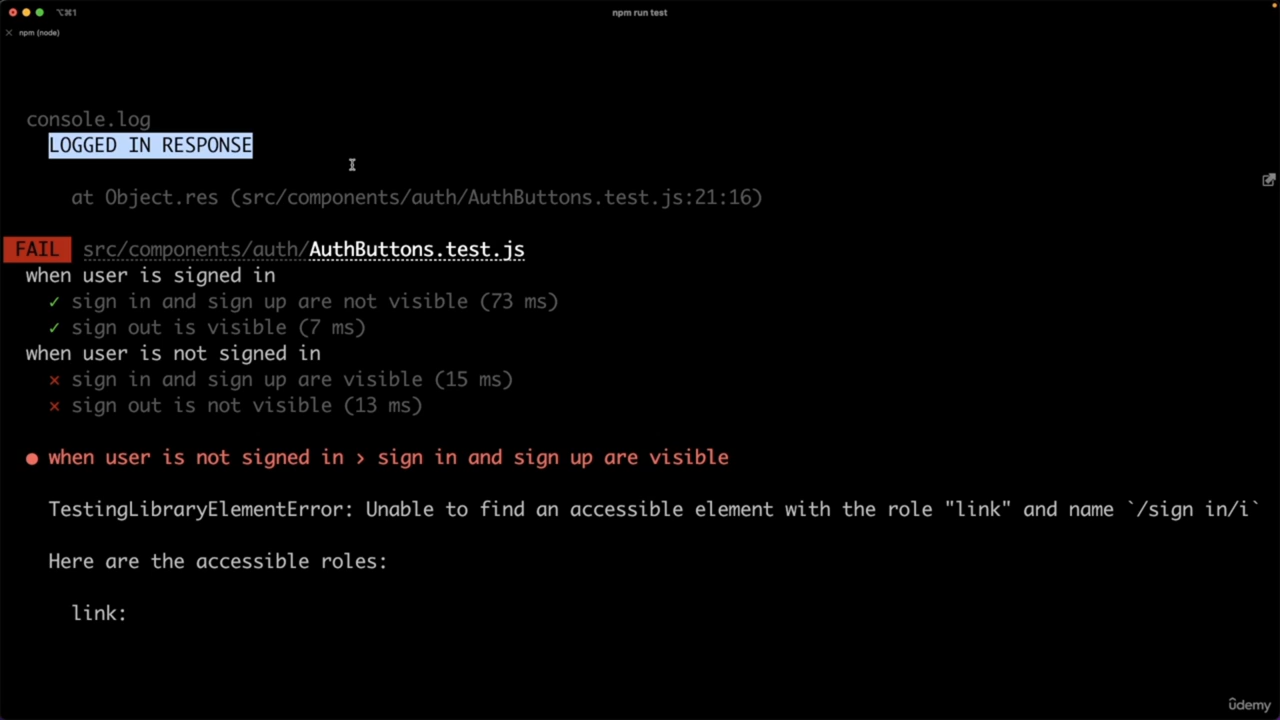 ⌥⌘1
npm run test
npm (node)
console.log
LOGGED IN RESPONSE
at Object.res (src/components/auth/AuthButtons.test.js:21:16)
FAIL src/components/auth/AuthButtons.test.js
when user is signed in
✓ sign in and sign up are not visible (73 ms)
✓ sign out is visible (7 ms)
when user is not signed in
✕ sign in and sign up are visible (15 ms)
✕ sign out is not visible (13 ms)
● when user is not signed in › sign in and sign up are visible
TestingLibraryElementError: Unable to find an accessible element with the role "link" and name `/sign in/i`
Here are the accessible roles:
link:
ûdemy